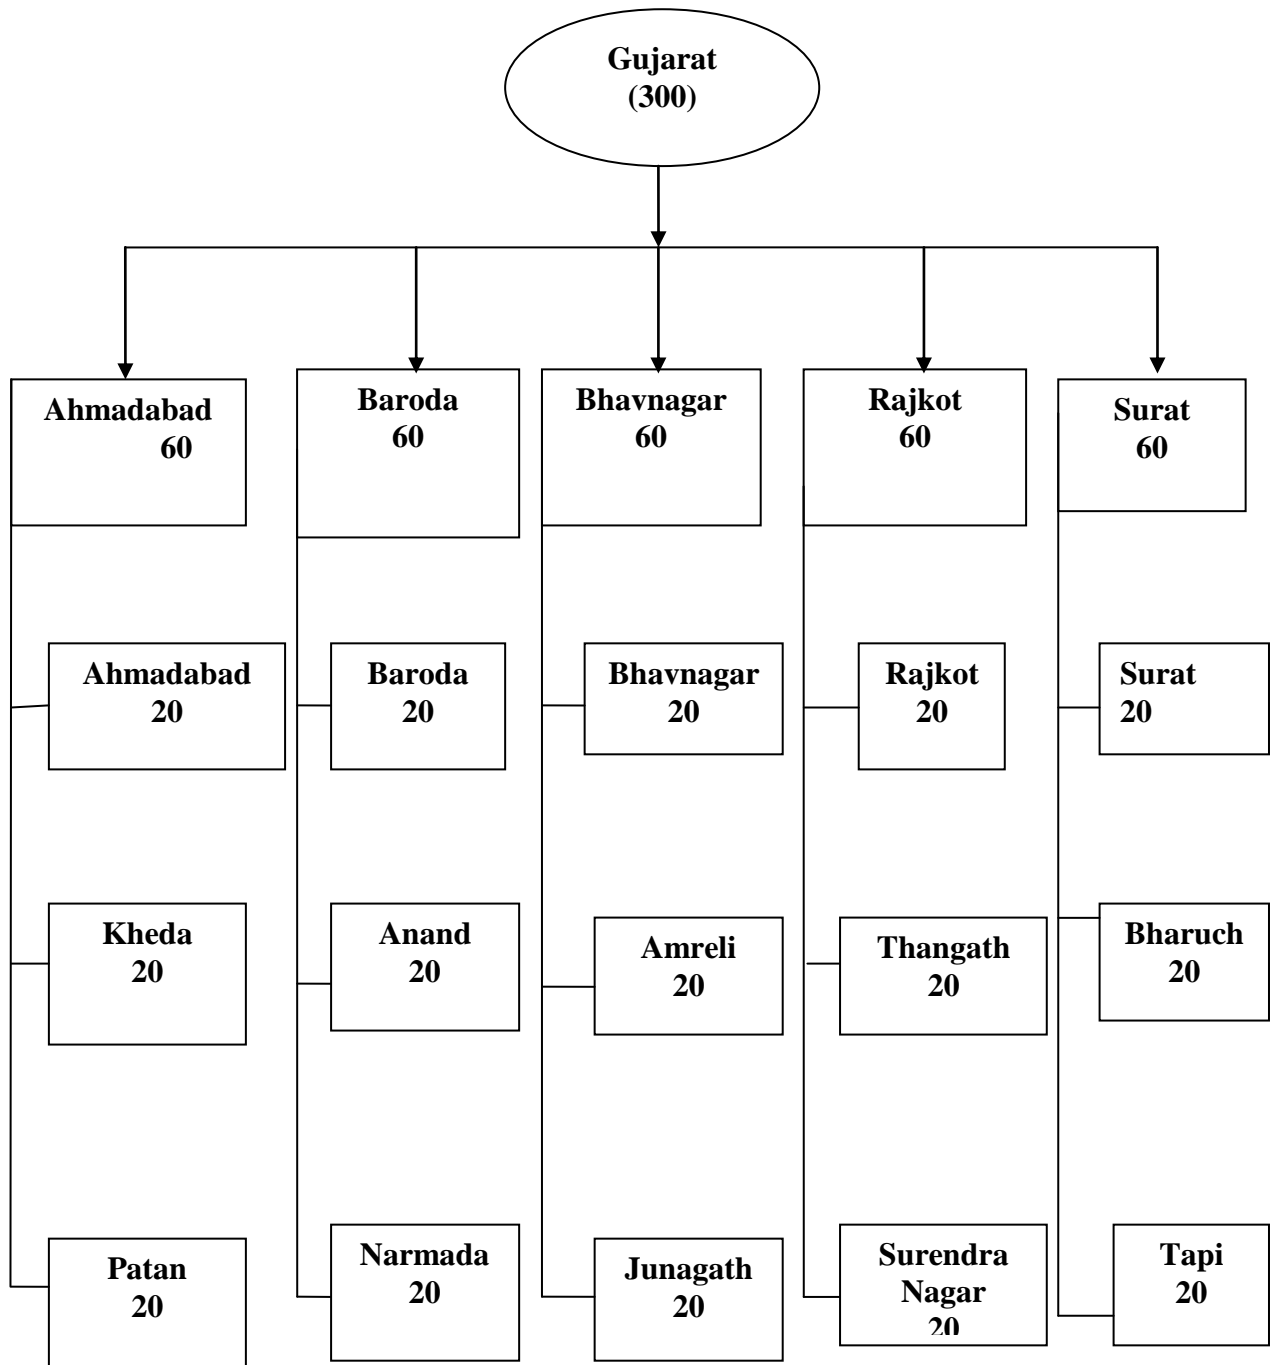 Gujarat
(300)
Ahmadabad
60
Baroda
60
Bhavnagar
60
Rajkot
60
Surat
60
Ahmadabad
20
Baroda
20
Bhavnagar
20
Rajkot
20
Surat
20
Kheda
20
Anand
20
Amreli
20
Thangath
20
Bharuch
20
Patan
20
Narmada
20
Junagath
20
Surendra
Nagar
20
Tapi
20